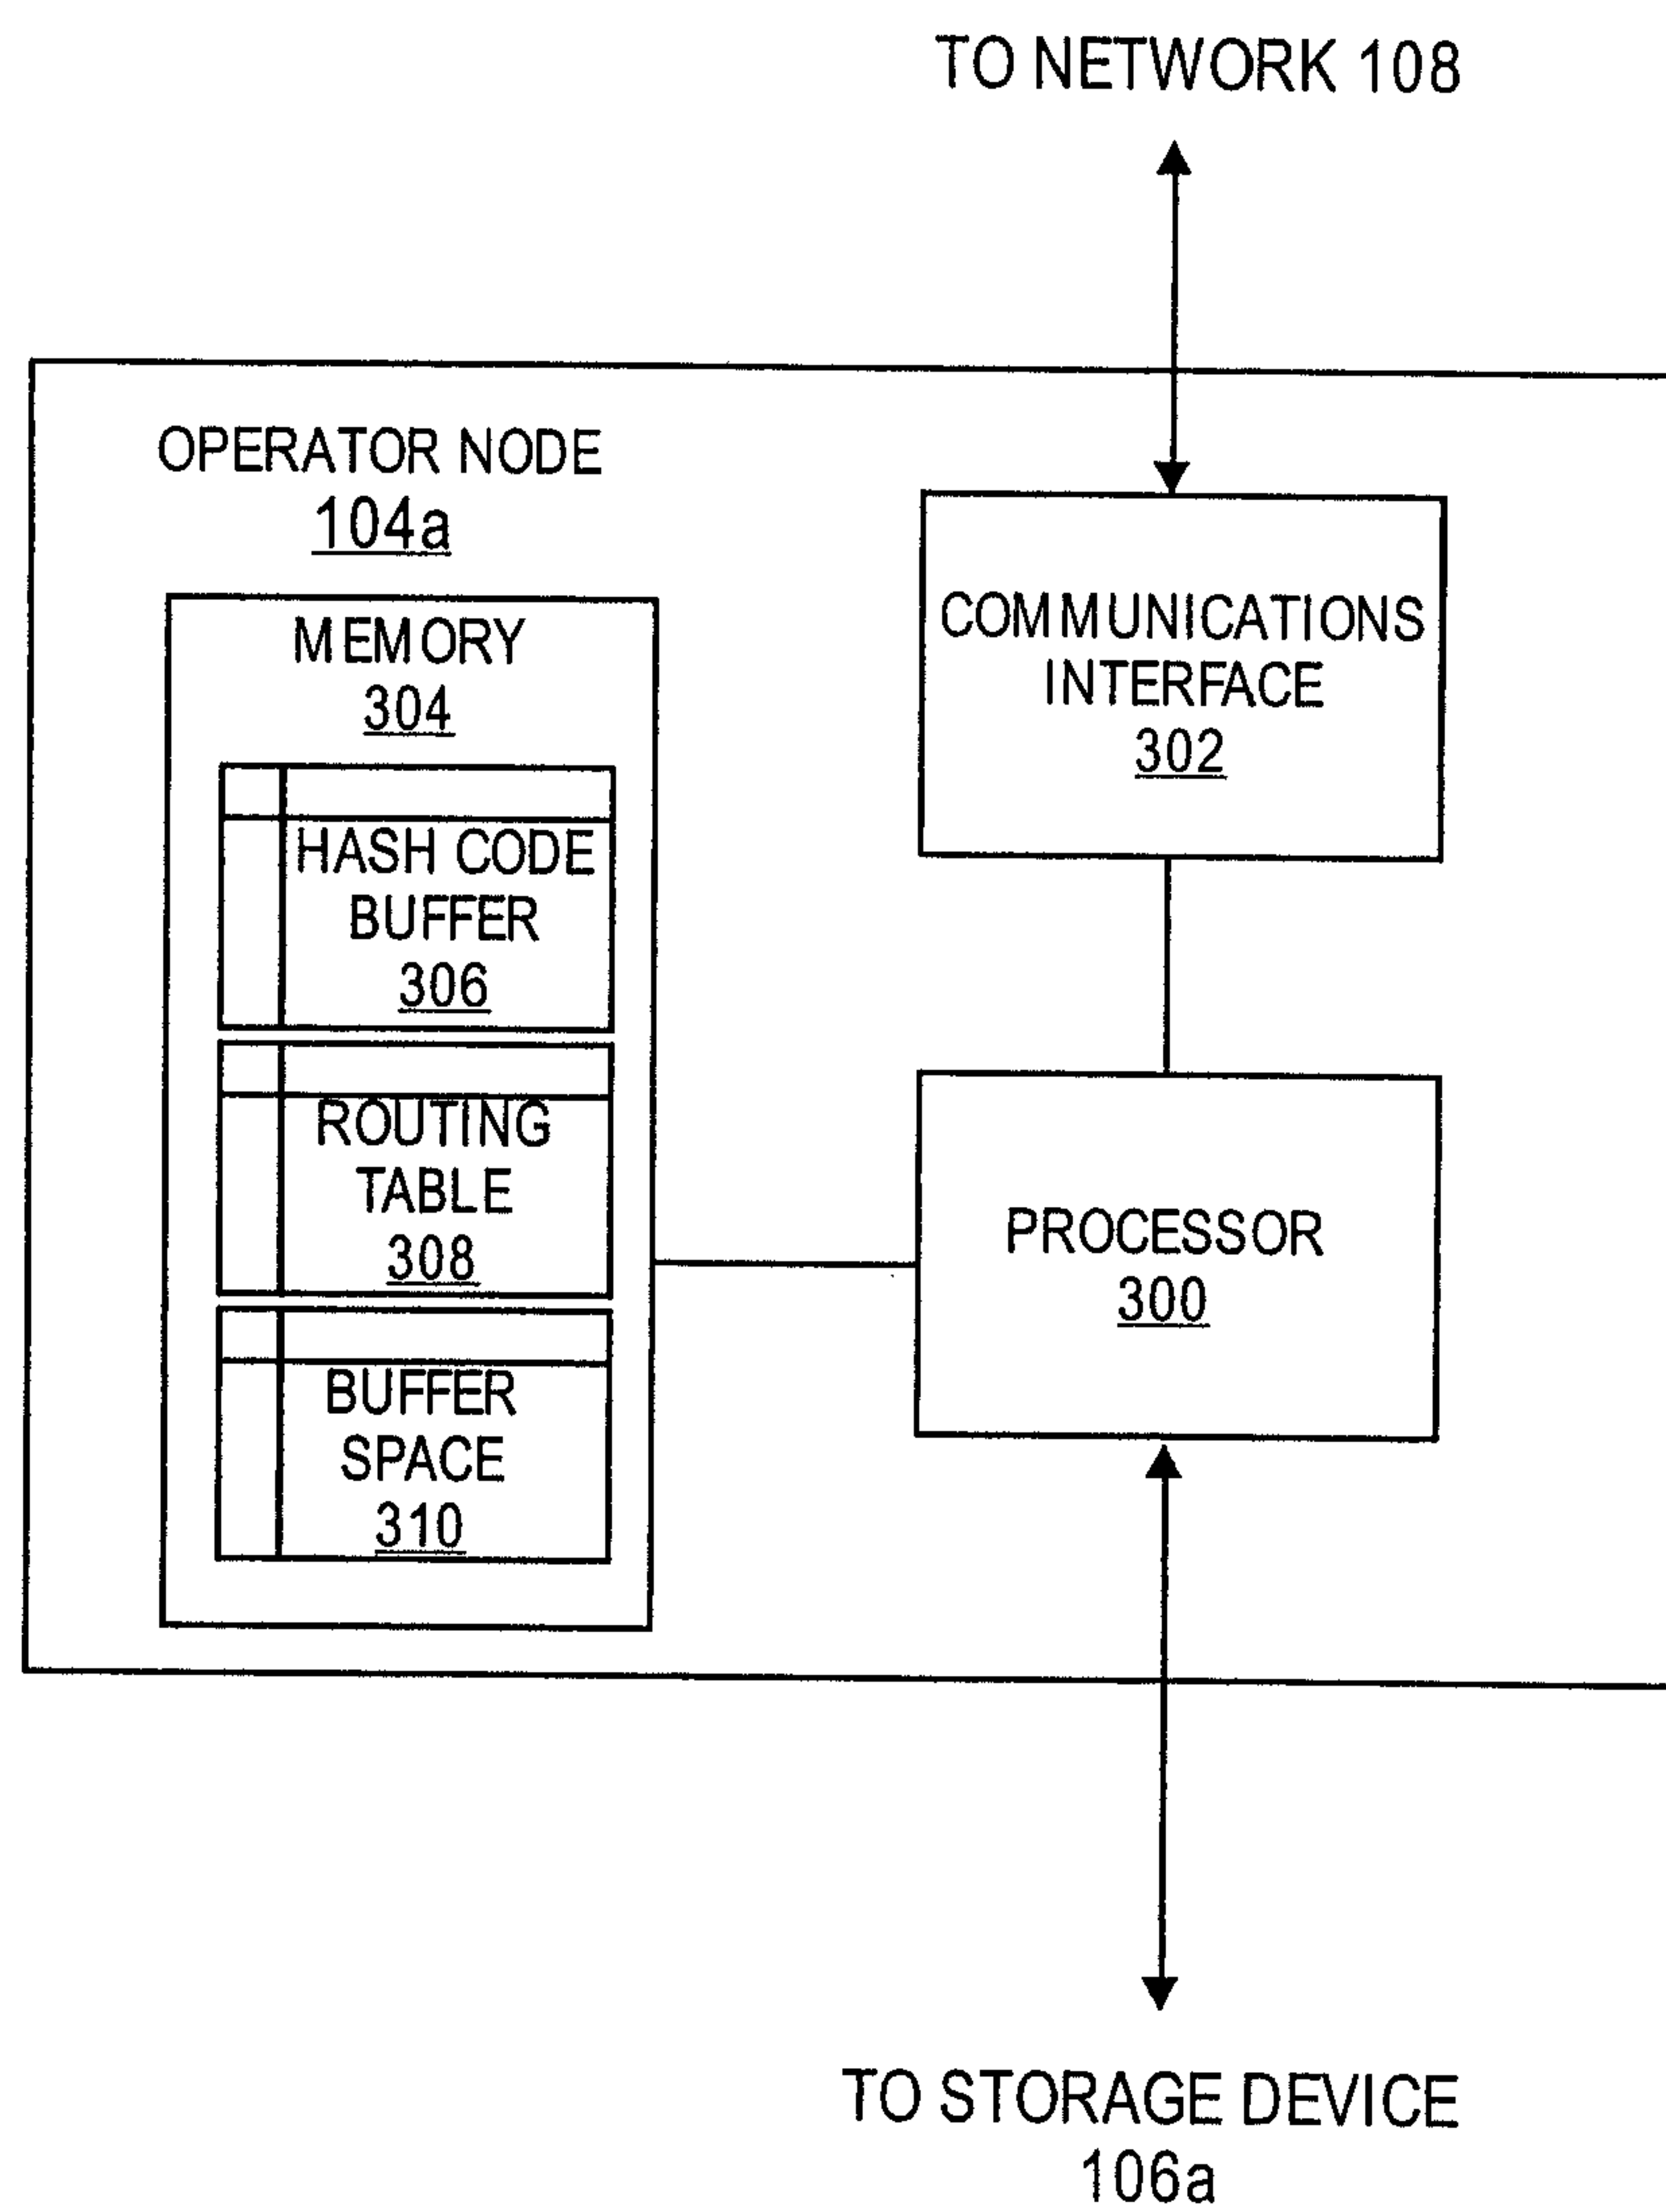 TO NETWORK 108
OPERATOR NODE
104a
MEMORY
304
HASH CODE
BUFFER
306
ROUTING
TABLE
308
BUFFER
SPACE
310
COMMUNICATIONS
INTERFACE
302
PROCESSOR
300
TO STORAGE DEVICE
106a